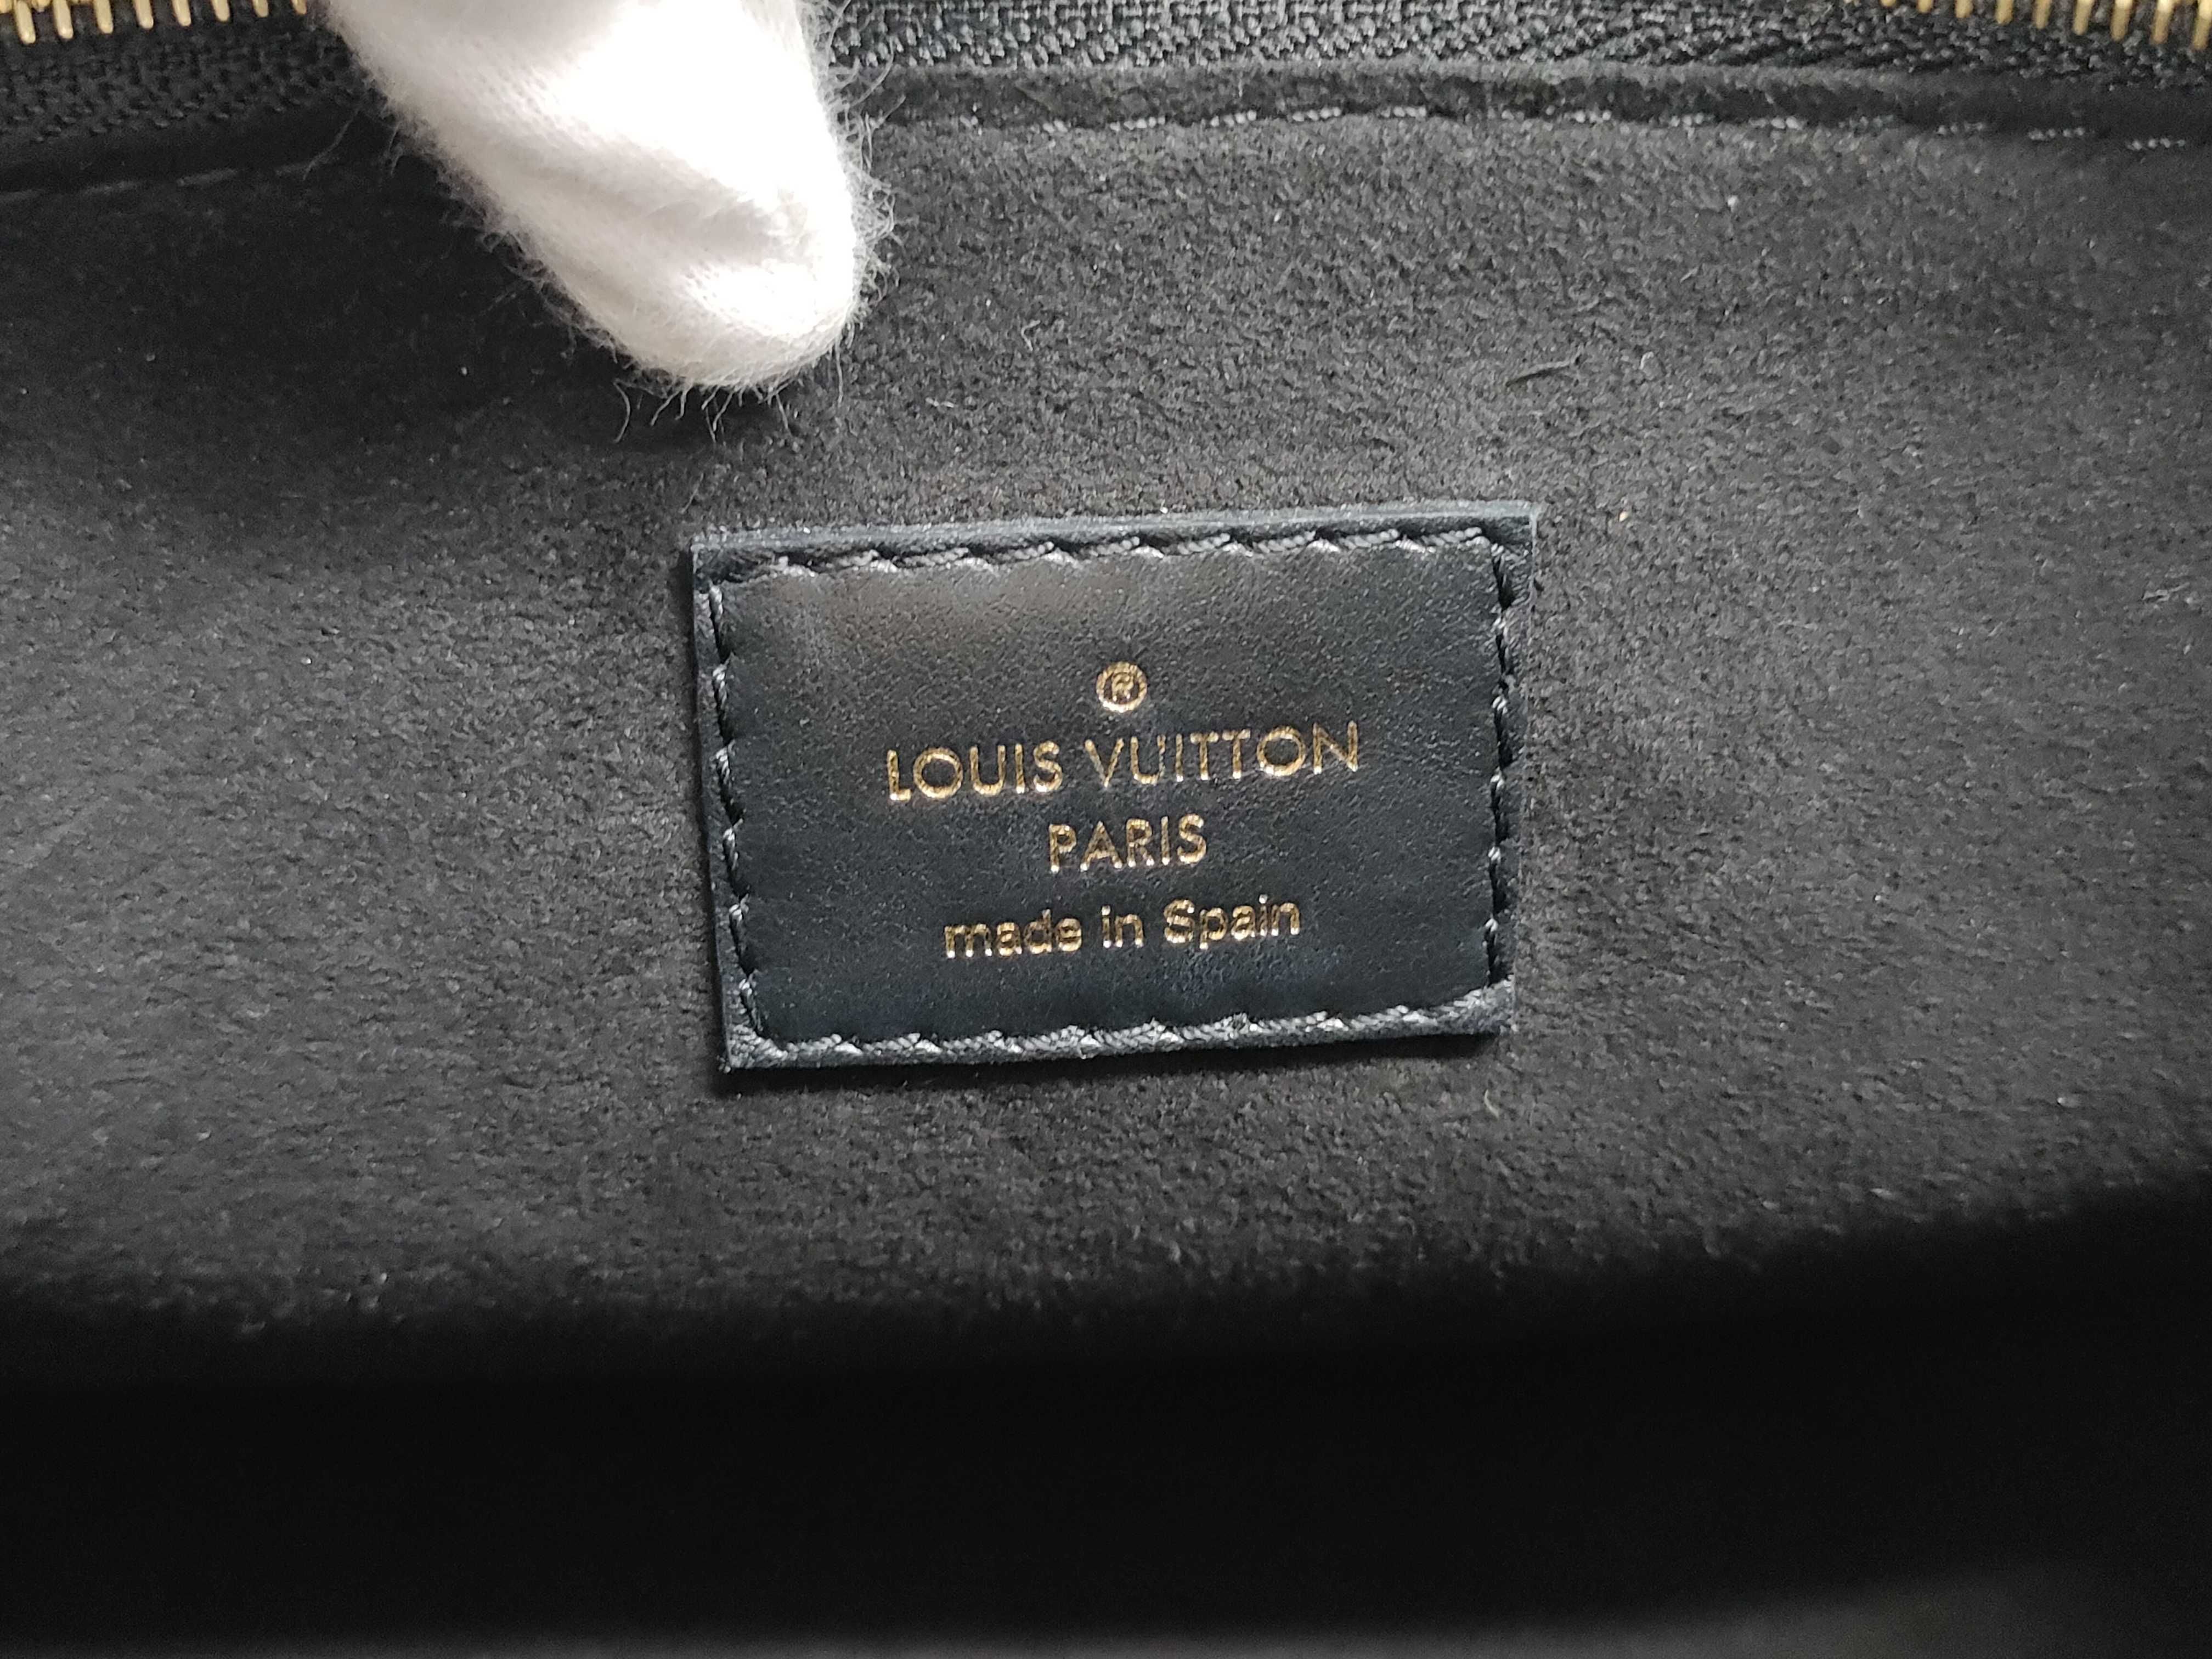 ®
LOUIS VUITTON
PARIS
made in Spain